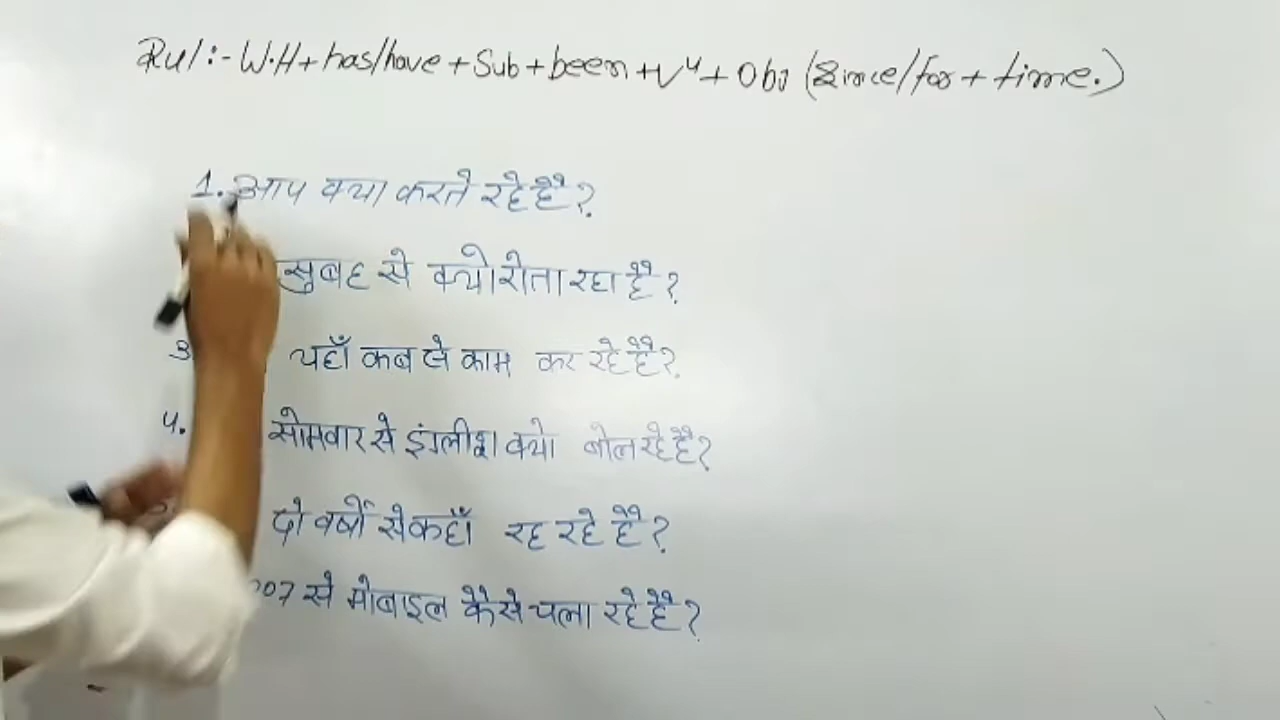 Rul:- W.H + has/have + Sub + been + V⁴ + Obj (Since/for + time.)
1. आप क्या करते रहे हैं?
सुबह से क्यो रोता रहा है?
3 यहाँ कब से काम कर रहे हैं?
4. सोमवार से इंग्लीश क्यो बोल रहे हैं?
दो वर्षों से कहाँ रह रहे हैं?
007 से मोबाइल कैसे चला रहे हैं?